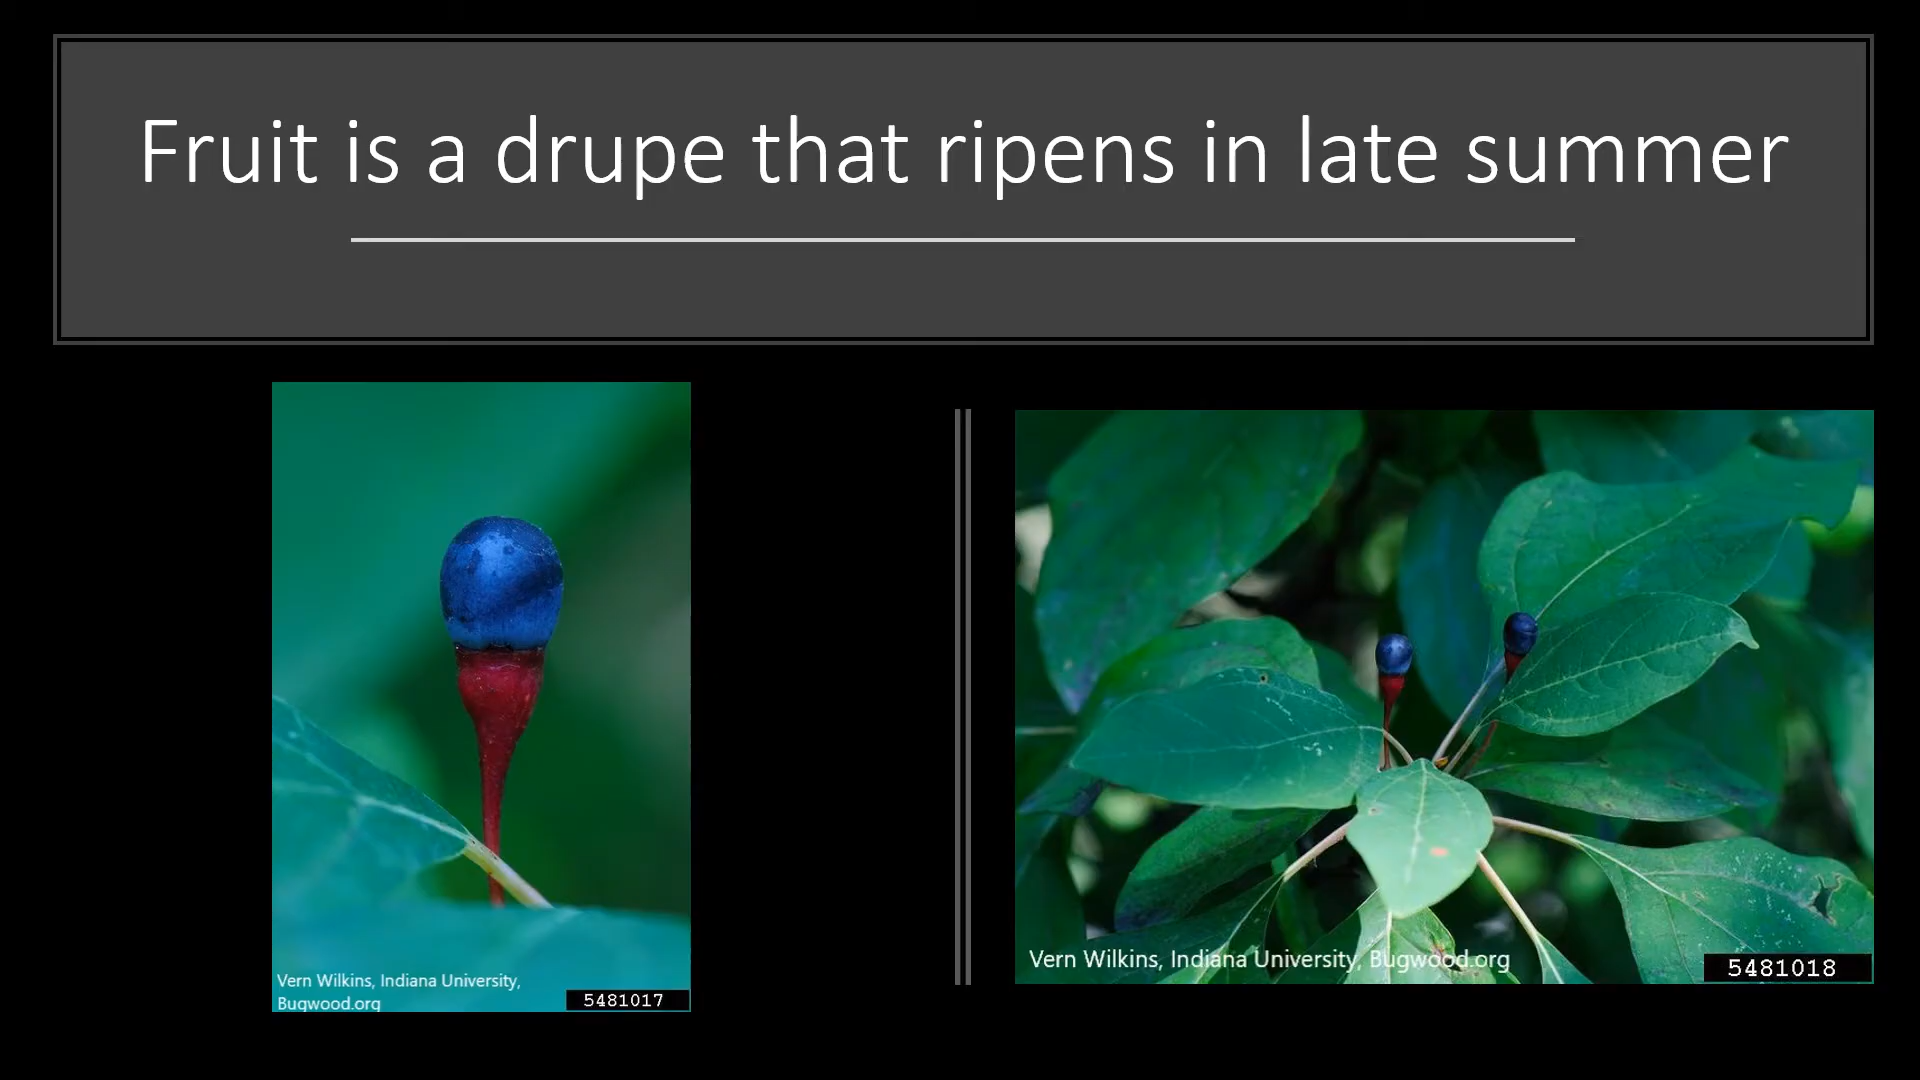 Fruit is a drupe that ripens in late summer
Vern Wilkins, Indiana University,
Bugwood.org
5481017
Vern Wilkins, Indiana University, Bugwood.org
5481018